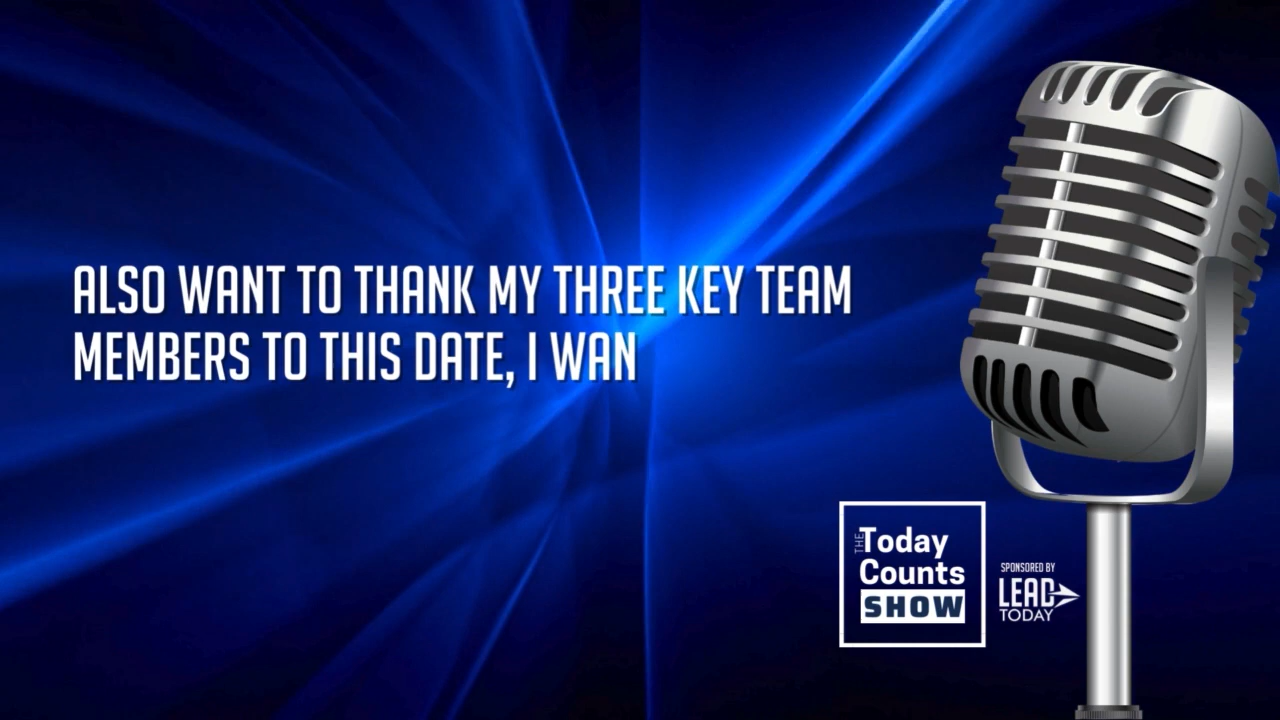 ALSO WANT TO THANK MY THREE KEY TEAM
MEMBERS TO THIS DATE, I WAN
THE Today
Counts
SHOW
SPONSORED BY
LEAD
TODAY